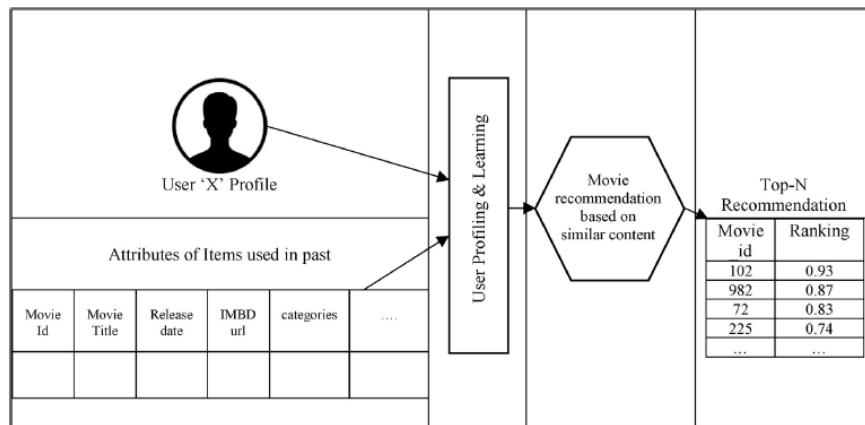 User ‘X’ Profile
Attributes of Items used in past
Movie Id
Movie Title
Release date
IMBD url
categories
....
User Profiling & Learning
Movie
recommendation
based on
similar content
Top-N
Recommendation
Movie_id Ranking
102 0.93
982 0.87
72 0.83
225 0.74
... ...